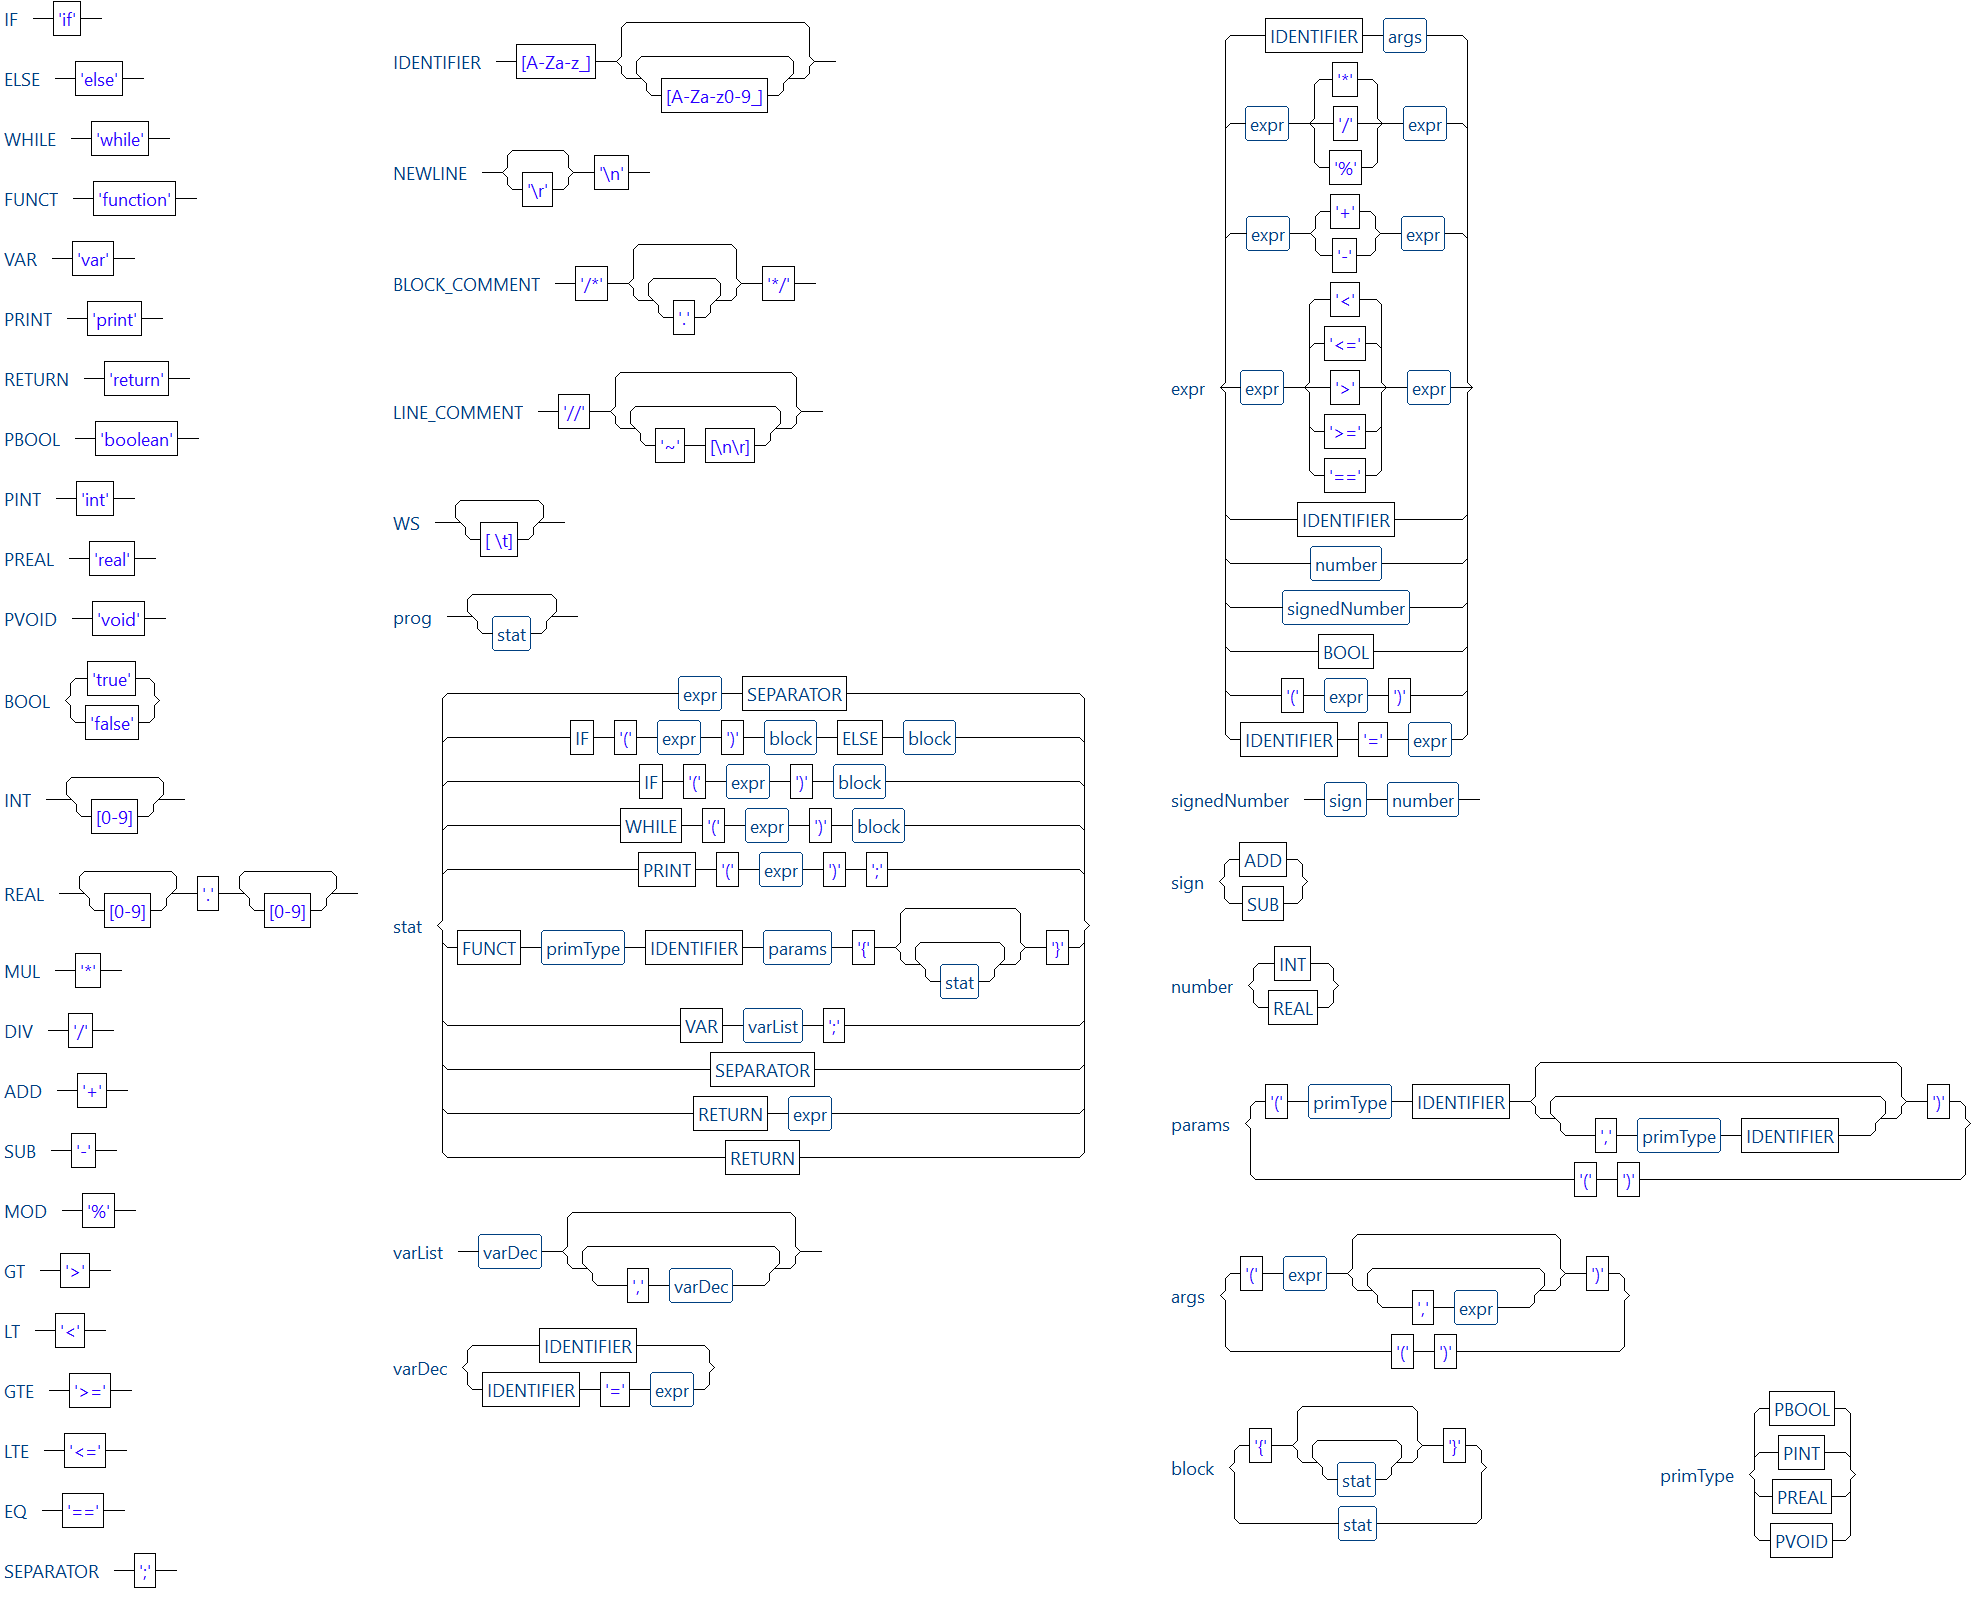 IF 'if'
ELSE 'else'
WHILE 'while'
FUNCT 'function'
VAR 'var'
PRINT 'print'
RETURN 'return'
PBOOL 'boolean'
PINT 'int'
PREAL 'real'
PVOID 'void'
'true'
BOOL
'false'
INT [0-9]
REAL [0-9] '.' [0-9]
MUL '*'
DIV '/'
ADD '+'
SUB '-'
MOD '%'
GT '>'
LT '<'
GTE '>='
LTE '<='
EQ '=='
SEPARATOR ';'
IDENTIFIER [A-Za-z_]
[A-Za-z0-9_]
NEWLINE '\r' '\n'
BLOCK_COMMENT '/*' '.' '*/'
LINE_COMMENT '//'
'~' [\n\r]
WS [ \t]
prog stat
expr SEPARATOR
IF '(' expr ')' block ELSE block
IF '(' expr ')' block
WHILE '(' expr ')' block
PRINT '(' expr ')' ';'
stat
FUNCT primType IDENTIFIER params '{' stat '}'
VAR varList ';'
SEPARATOR
RETURN expr
RETURN
varList varDec
',' varDec
IDENTIFIER
varDec
IDENTIFIER '=' expr
IDENTIFIER args
'*'
expr '/' expr
'%'
'+'
expr expr
'-'
'<'
'<='
expr expr '>' expr
'>='
'=='
IDENTIFIER
number
signedNumber
BOOL
'(' expr ')'
IDENTIFIER '=' expr
signedNumber sign number
ADD
sign
SUB
INT
number
REAL
'(' primType IDENTIFIER ')'
params
',' primType IDENTIFIER
'(' ')'
'(' expr ')'
args
',' expr
'(' ')'
'{' '}'
block
stat
stat
PBOOL
PINT
primType
PREAL
PVOID